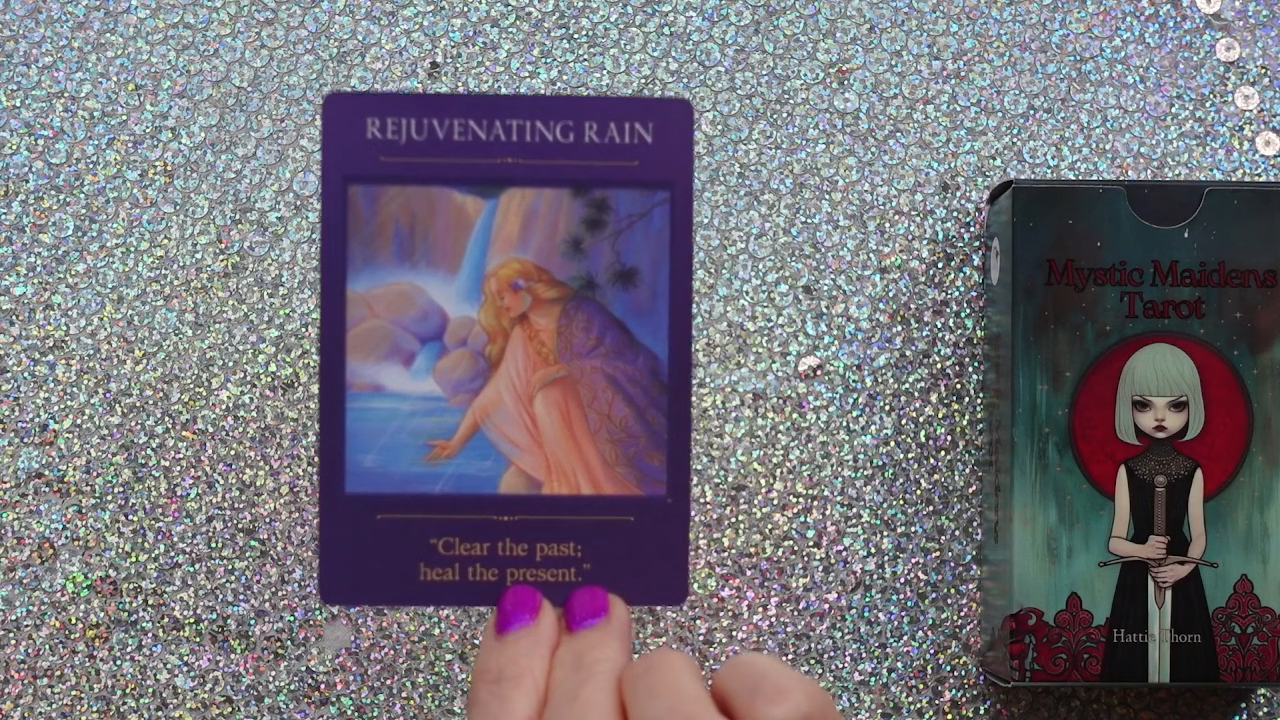 REJUVENATING RAIN
"Clear the past;
heal the present."
Mystic Maidens
Tarot
Hattie Thorn